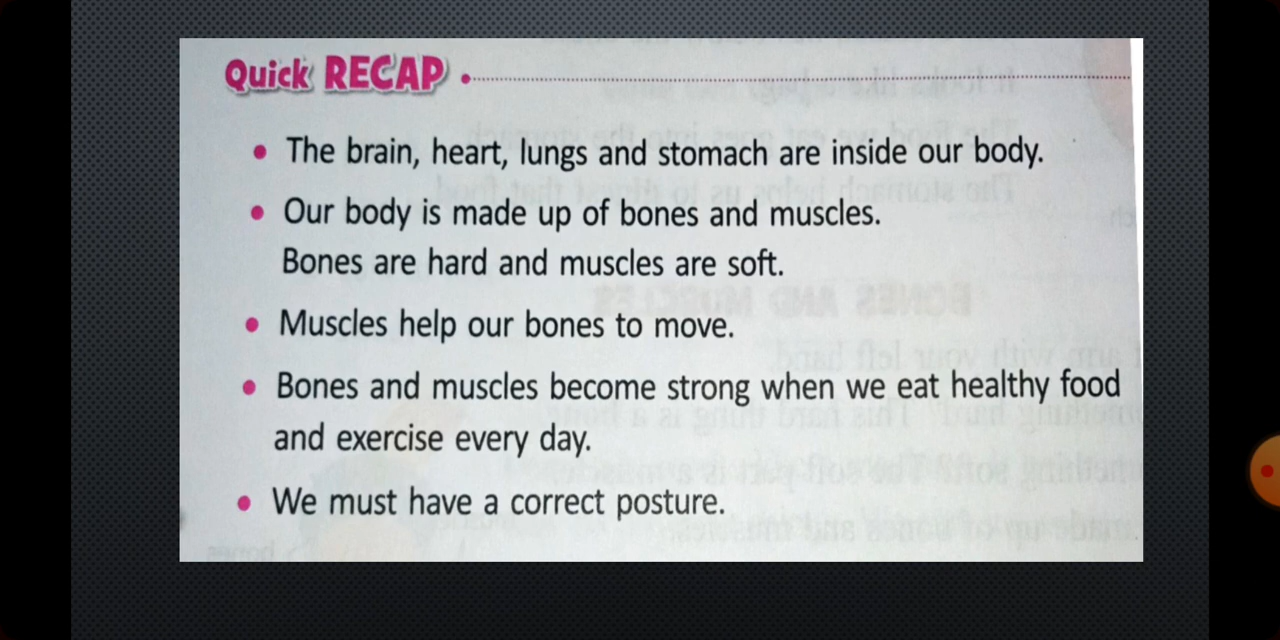 Quick RECAP
• The brain, heart, lungs and stomach are inside our body.
• Our body is made up of bones and muscles.
Bones are hard and muscles are soft.
• Muscles help our bones to move.
• Bones and muscles become strong when we eat healthy food
and exercise every day.
• We must have a correct posture.